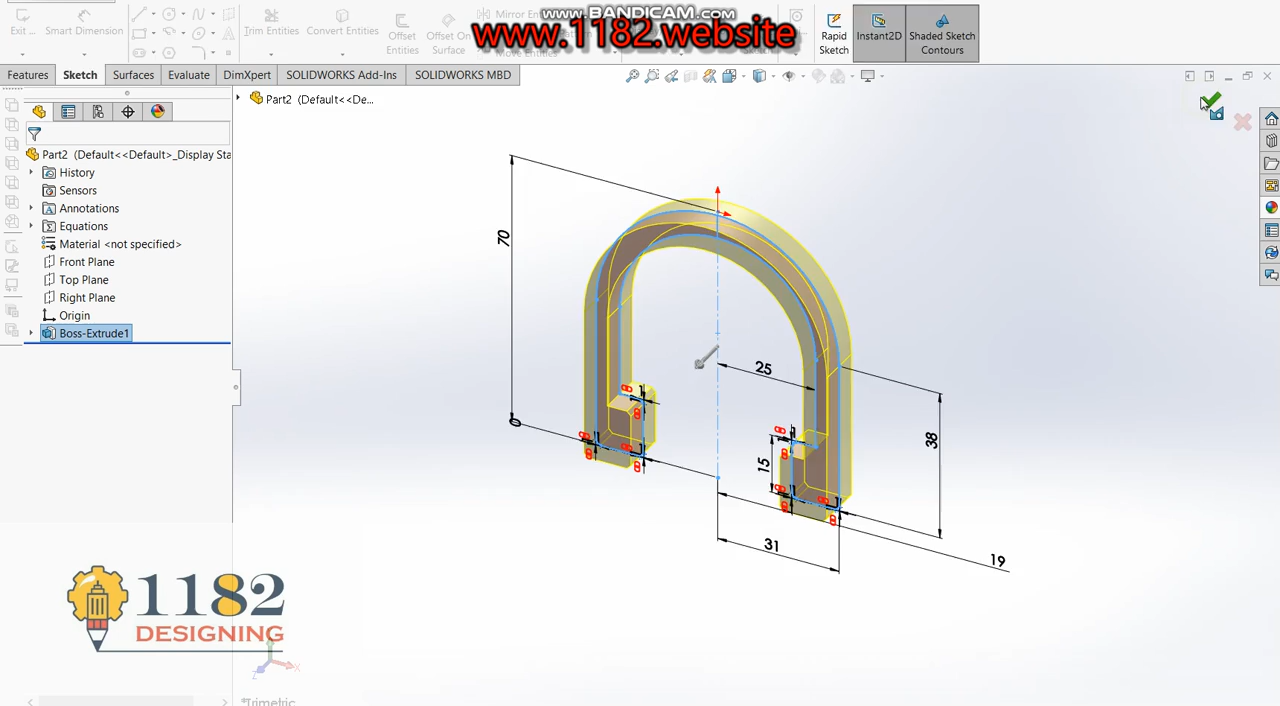 www.BANDICAM.com
www.1182.website
Exit ...
Smart Dimension
Trim Entities
Convert Entities
Offset
Entities
Offset On
Surface
Mirror Entities
Move Entities
Rapid
Sketch
Instant2D
Shaded Sketch
Contours
Features
Sketch
Surfaces
Evaluate
DimXpert
SOLIDWORKS Add-Ins
SOLIDWORKS MBD
Part2 (Default<<De...
Part2 (Default<<Default>_Display Sta
History
Sensors
Annotations
Equations
Material <not specified>
Front Plane
Top Plane
Right Plane
Origin
Boss-Extrude1
70
0
25
38
15
31
19
1182
DESIGNING
*Trimetric